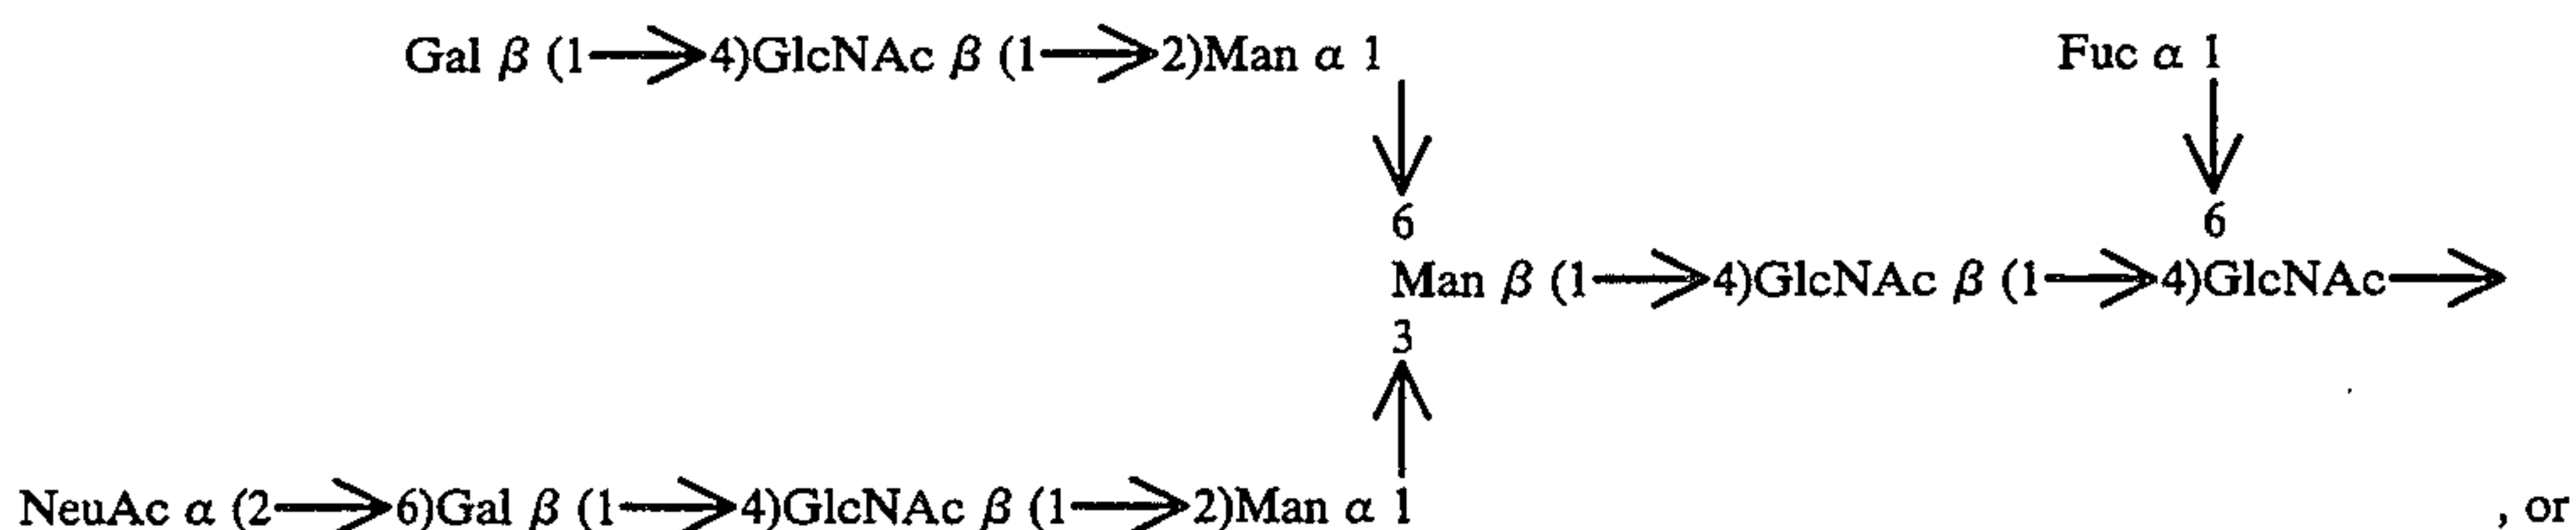 Gal β (1→4)GlcNAc β (1→2)Man α 1 Fuc α 1
6 6
Man β (1→4)GlcNAc β (1→4)GlcNAc→
3
NeuAc α (2→6)Gal β (1→4)GlcNAc β (1→2)Man α 1 , or